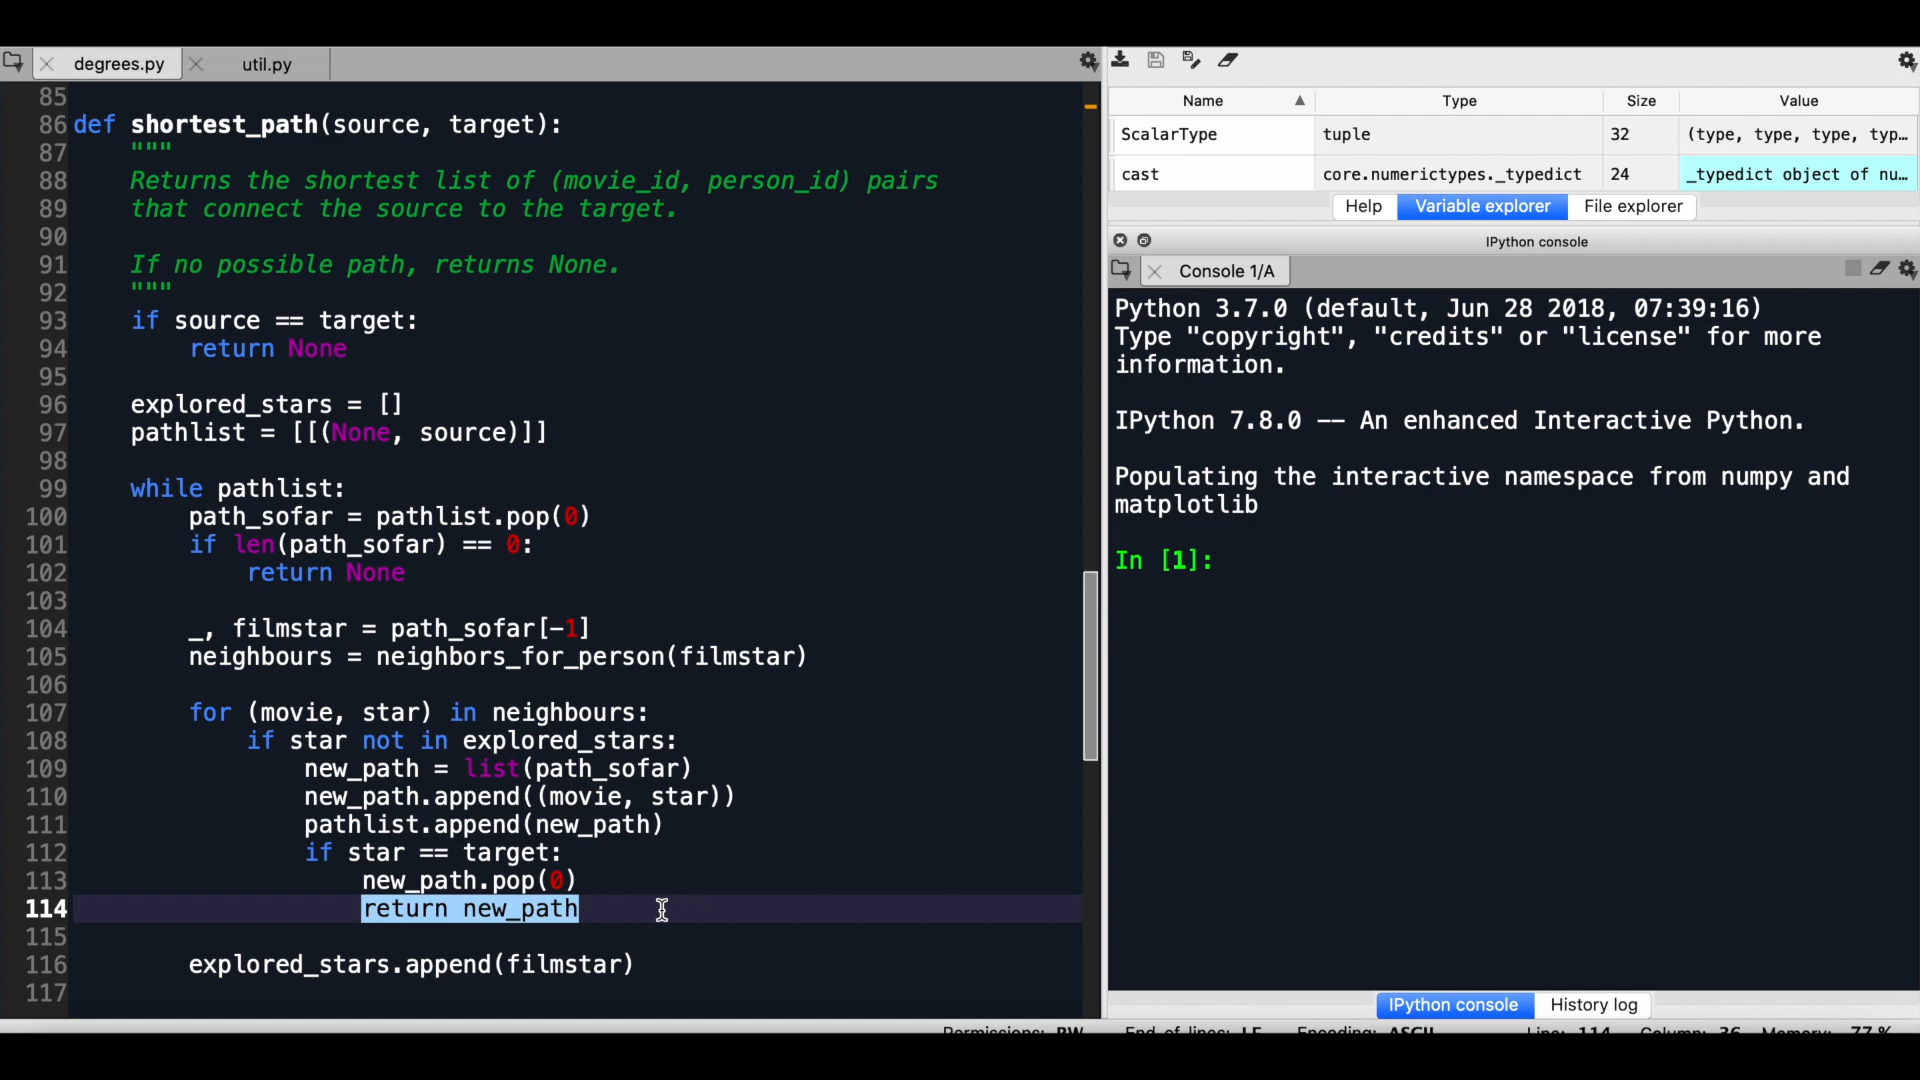 degrees.py
util.py
85
86 def shortest_path(source, target):
87 """
88 Returns the shortest list of (movie_id, person_id) pairs
89 that connect the source to the target.
90
91 If no possible path, returns None.
92 """
93 if source == target:
94 return None
95
96 explored_stars = []
97 pathlist = [[(None, source)]]
98
99 while pathlist:
100 path_sofar = pathlist.pop(0)
101 if len(path_sofar) == 0:
102 return None
103
104 _, filmstar = path_sofar[-1]
105 neighbours = neighbors_for_person(filmstar)
106
107 for (movie, star) in neighbours:
108 if star not in explored_stars:
109 new_path = list(path_sofar)
110 new_path.append((movie, star))
111 pathlist.append(new_path)
112 if star == target:
113 new_path.pop(0)
114 return new_path
115
116 explored_stars.append(filmstar)
117
Name Type Size Value
ScalarType tuple 32 (type, type, type, typ…
cast core.numerictypes._typedict 24 _typedict object of nu…
Help Variable explorer File explorer
IPython console
Console 1/A
Python 3.7.0 (default, Jun 28 2018, 07:39:16)
Type "copyright", "credits" or "license" for more
information.
IPython 7.8.0 -- An enhanced Interactive Python.
Populating the interactive namespace from numpy and
matplotlib
In [1]:
IPython console History log
Permissions: RW End of lines: LF Encoding: ASCII Line: 114 Column: 36 Memory: 77 %